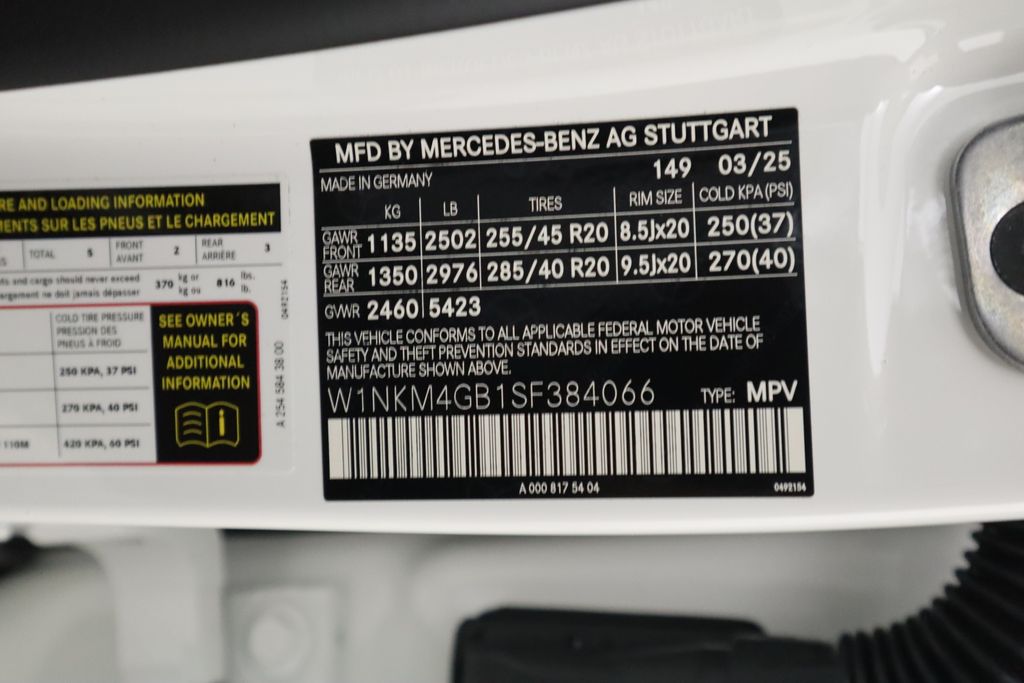 RE AND LOADING INFORMATION
MENTS SUR LES PNEUS ET LE CHARGEMENT
TOTAL 5 FRONT AVANT 2 REAR ARRIÈRE 3
nts and cargo should never exceed 370 kg or 816 lbs.
argement ne doit jamais dépasser kg ou lb.
COLD TIRE PRESSURE
PRESSION DES
PNEUS À FROID
250 KPA, 37 PSI
270 KPA, 40 PSI
110M 420 KPA, 60 PSI
SEE OWNER´S
MANUAL FOR
ADDITIONAL
INFORMATION
0492154
A 254 584 38 00
MFD BY MERCEDES-BENZ AG STUTTGART
149 03/25
MADE IN GERMANY
KG LB TIRES RIM SIZE COLD KPA(PSI)
GAWR FRONT 1135 2502 255/45 R20 8.5Jx20 250(37)
GAWR REAR 1350 2976 285/40 R20 9.5Jx20 270(40)
GVWR 2460 5423
THIS VEHICLE CONFORMS TO ALL APPLICABLE FEDERAL MOTOR VEHICLE
SAFETY AND THEFT PREVENTION STANDARDS IN EFFECT ON THE DATE OF
MANUFACTURE SHOWN ABOVE.
W1NKM4GB1SF384066 TYPE: MPV
A 000 817 54 04 0492154